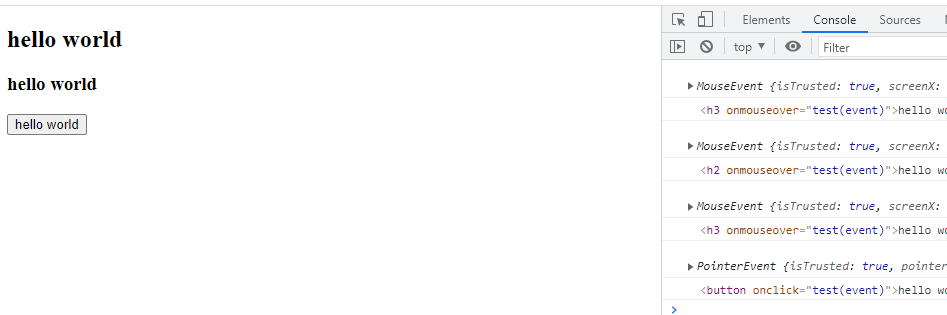 hello world
hello world
hello world
Elements Console Sources
top ▼ Filter
▶ MouseEvent {isTrusted: true, screenX:
<h3 onmouseover="test(event)">hello wo
▶ MouseEvent {isTrusted: true, screenX:
<h2 onmouseover="test(event)">hello wo
▶ MouseEvent {isTrusted: true, screenX:
<h3 onmouseover="test(event)">hello wo
▶ PointerEvent {isTrusted: true, pointer
<button onclick="test(event)">hello wo
>